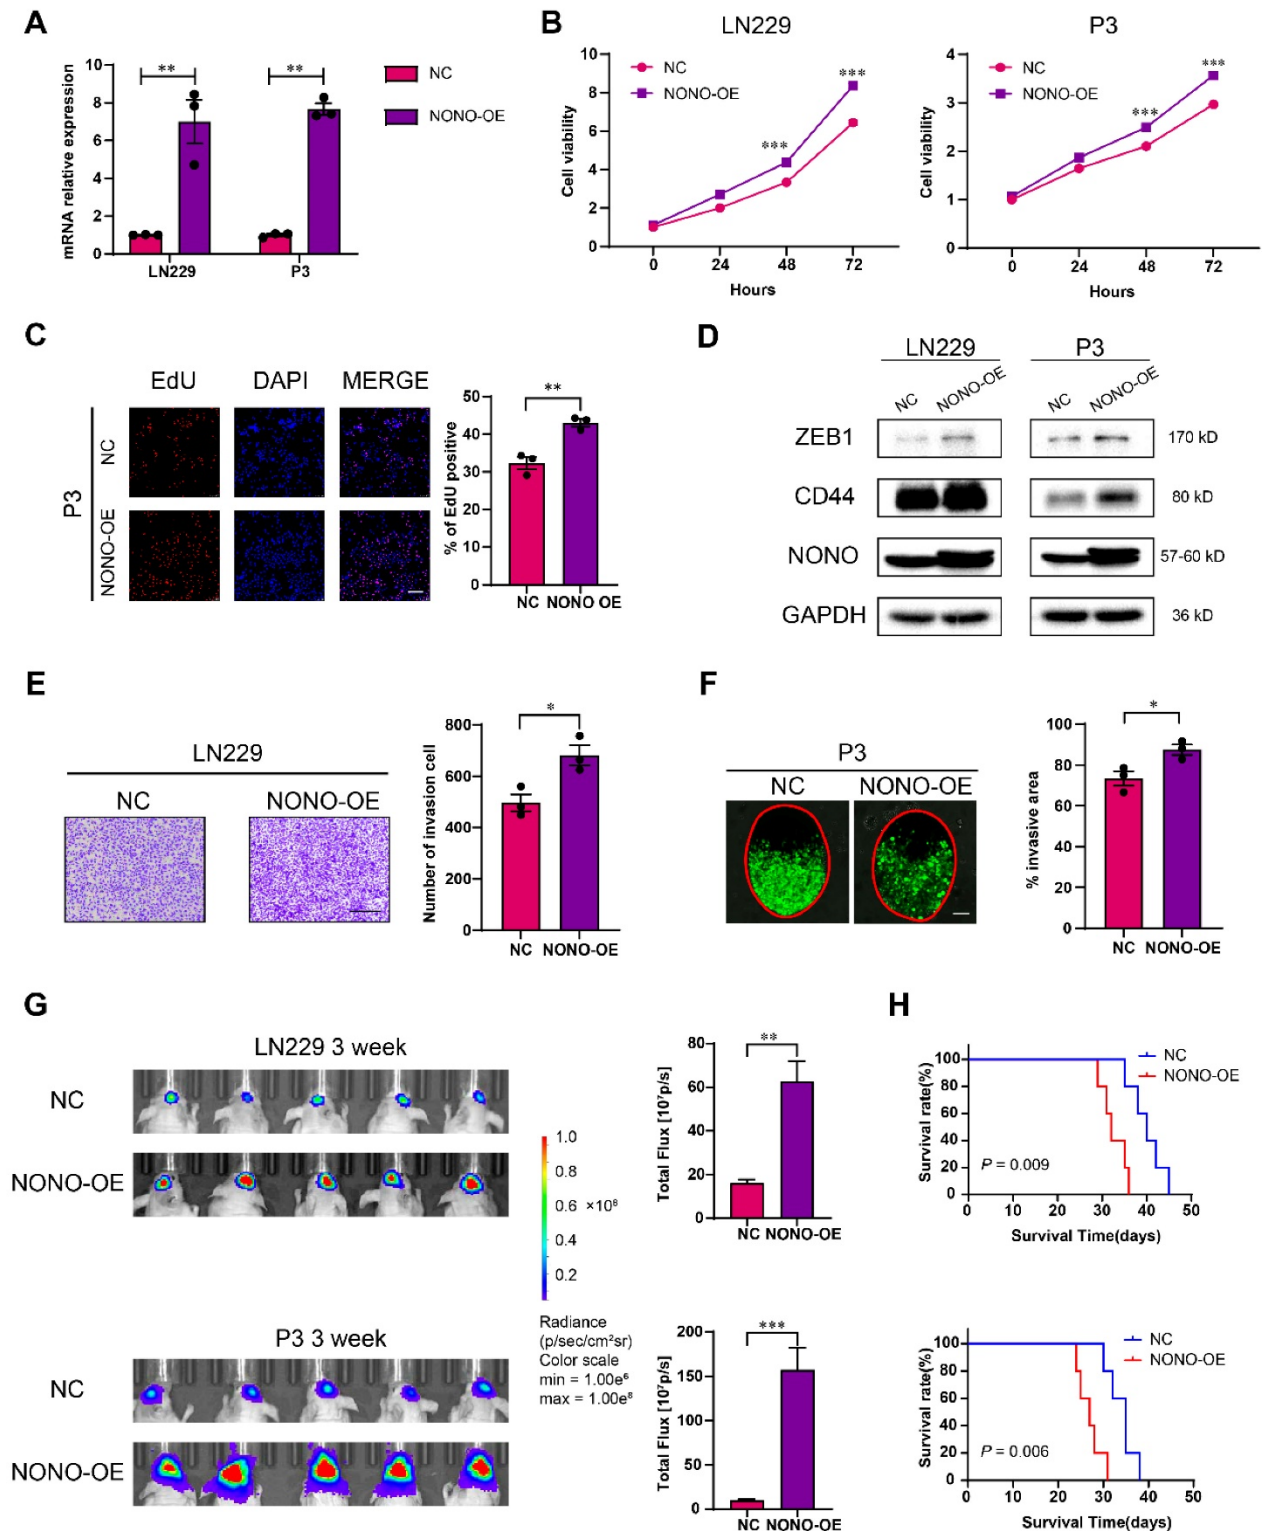 A
mRNA relative expression
10
8
6
4
2
0
**
**
LN229
P3
NC
NONO-OE
B
LN229
Cell viability
10
8
6
4
2
0
NC
NONO-OE
***
***
0 24 48 72
Hours
P3
Cell viability
4
3
2
1
0
NC
NONO-OE
***
***
0 24 48 72
Hours
C
EdU DAPI MERGE
P3
NC
NONO-OE
% of EdU positive
50
40
30
20
10
0
**
NC NONO OE
D
LN229 P3
NC NONO-OE NC NONO-OE
ZEB1 170 kD
CD44 80 kD
NONO 57-60 kD
GAPDH 36 kD
E
LN229
NC NONO-OE
Number of invasion cell
800
600
400
200
0
*
NC NONO-OE
F
P3
NC NONO-OE
% invasive area
100
80
60
40
20
0
*
NC NONO-OE
G
LN229 3 week
NC
NONO-OE
P3 3 week
NC
NONO-OE
1.0
0.8
0.6 ×10⁸
0.4
0.2
Radiance
(p/sec/cm²sr)
Color scale
min = 1.00e⁶
max = 1.00e⁸
Total Flux [10⁷p/s]
80
60
40
20
0
**
NC NONO-OE
Total Flux [10⁷p/s]
200
150
100
50
0
***
NC NONO-OE
H
Survival rate(%)
100
80
60
40
20
0
NC
NONO-OE
P = 0.009
0 10 20 30 40 50
Survival Time(days)
Survival rate(%)
100
80
60
40
20
0
NC
NONO-OE
P = 0.006
0 10 20 30 40 50
Survival Time(days)